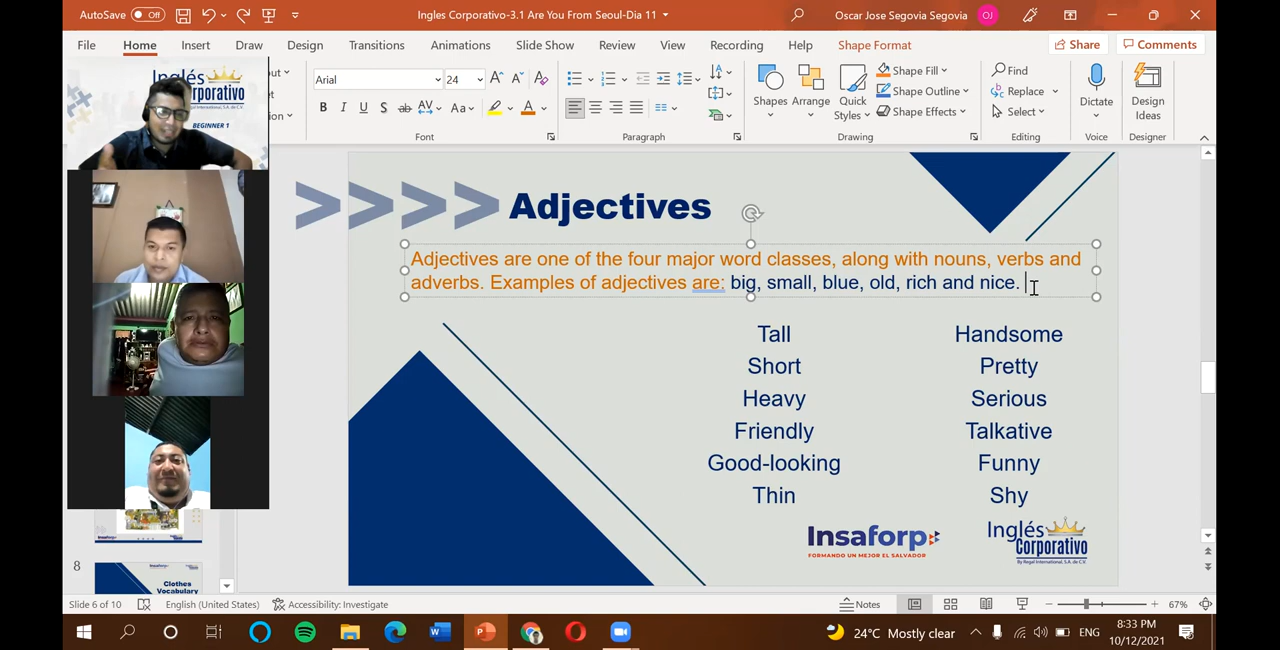 AutoSave Off Ingles Corporativo-3.1 Are You From Seoul-Dia 11 Oscar Jose Segovia Segovia OJ
File Home Insert Draw Design Transitions Animations Slide Show Review View Recording Help Shape Format Share Comments
Arial 24
Shapes Arrange Quick Styles
Shape Fill
Shape Outline
Shape Effects
Find
Replace
Select
Dictate
Design Ideas
Font Paragraph Drawing Editing Voice Designer
Inglés
Corporativo
BEGINNER 1
>>>> Adjectives
Adjectives are one of the four major word classes, along with nouns, verbs and
adverbs. Examples of adjectives are: big, small, blue, old, rich and nice.
Tall Handsome
Short Pretty
Heavy Serious
Friendly Talkative
Good-looking Funny
Thin Shy
Insaforp
FORMANDO UN MEJOR EL SALVADOR
Inglés
Corporativo
By Regal International, S.A. de C.V.
8
Clothes
Vocabulary
Slide 6 of 10 English (United States) Accessibility: Investigate Notes 67%
24°C Mostly clear ENG
8:33 PM
10/12/2021